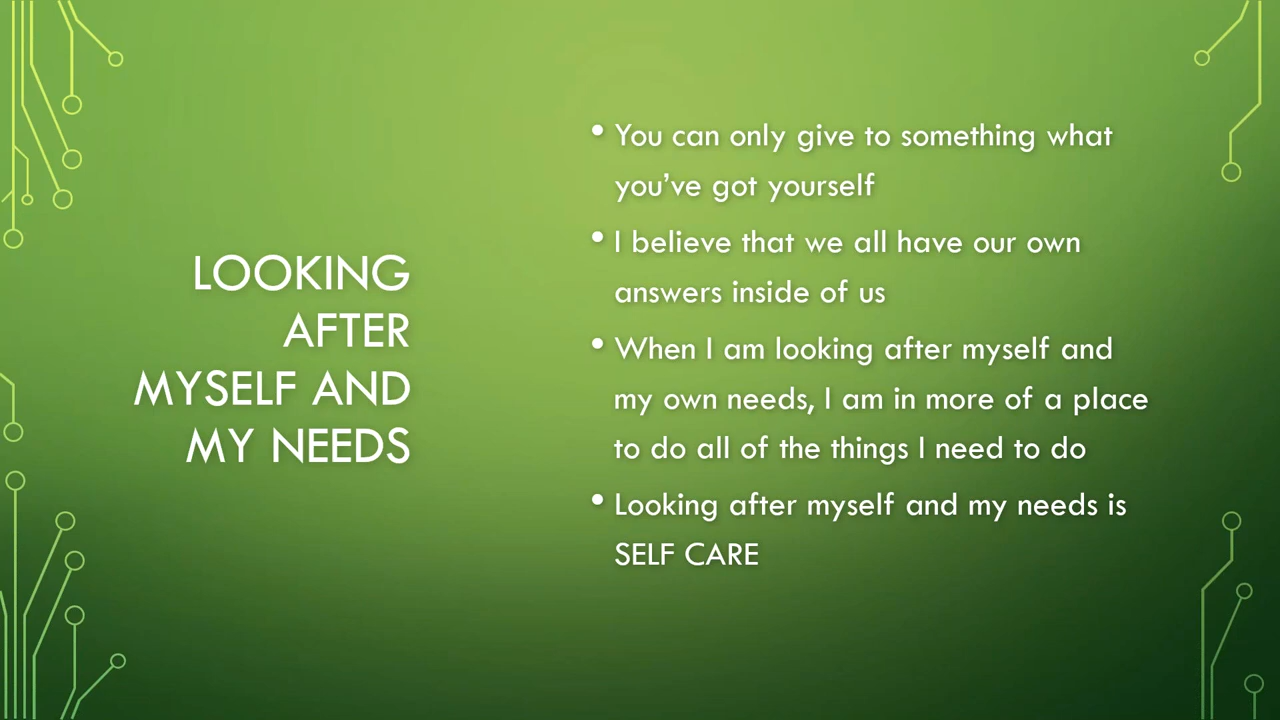 LOOKING
AFTER
MYSELF AND
MY NEEDS
• You can only give to something what
you’ve got yourself
• I believe that we all have our own
answers inside of us
• When I am looking after myself and
my own needs, I am in more of a place
to do all of the things I need to do
• Looking after myself and my needs is
SELF CARE